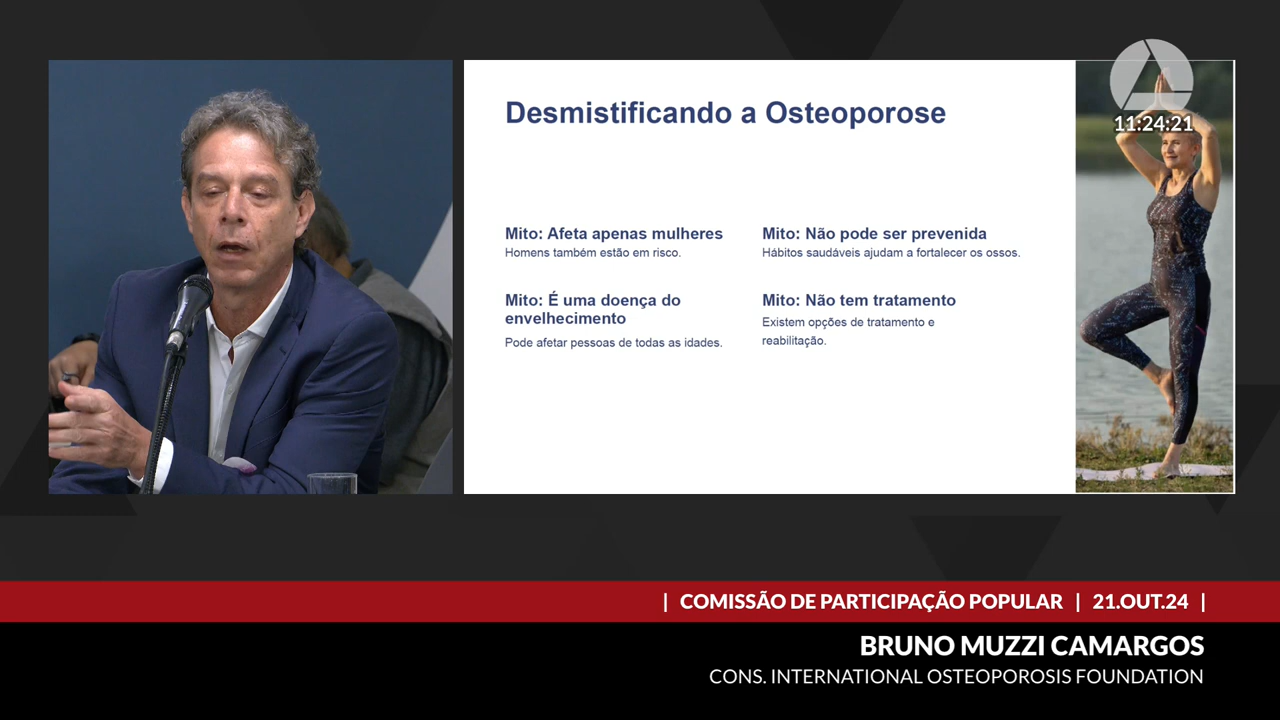 Desmistificando a Osteoporose
11:24:21
Mito: Afeta apenas mulheres
Homens também estão em risco.
Mito: Não pode ser prevenida
Hábitos saudáveis ajudam a fortalecer os ossos.
Mito: É uma doença do
envelhecimento
Pode afetar pessoas de todas as idades.
Mito: Não tem tratamento
Existem opções de tratamento e
reabilitação.
| COMISSÃO DE PARTICIPAÇÃO POPULAR | 21.OUT.24 |
BRUNO MUZZI CAMARGOS
CONS. INTERNATIONAL OSTEOPOROSIS FOUNDATION